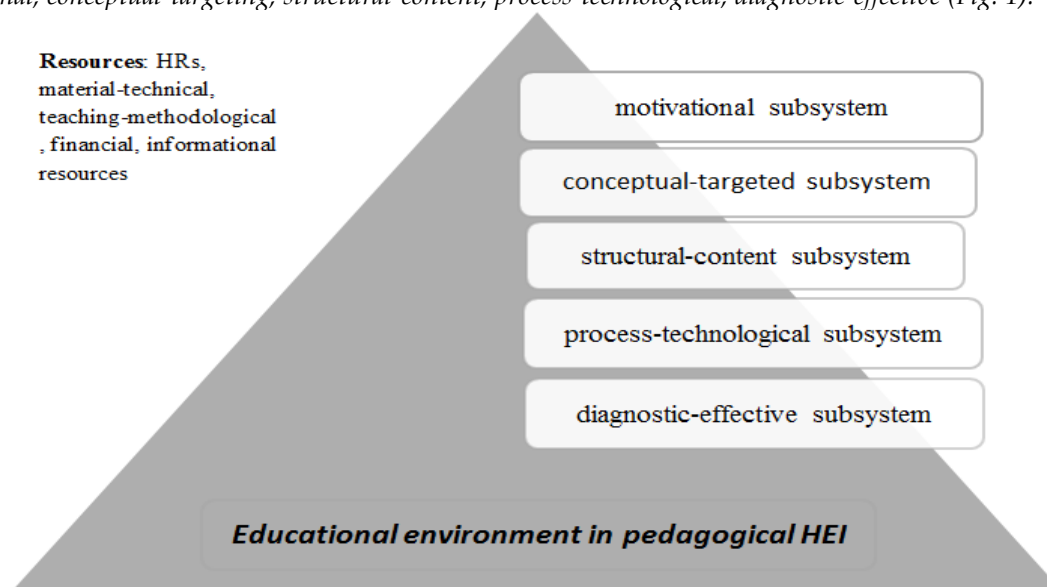 nal, conceptual-targeting, structural-content, process-technological, diagnostic-effective (Fig. 1).
Resources: HRs,
material-technical,
teaching-methodological
, financial, informational
resources
motivational subsystem
conceptual-targeted subsystem
structural-content subsystem
process-technological subsystem
diagnostic-effective subsystem
Educational environment in pedagogical HEI